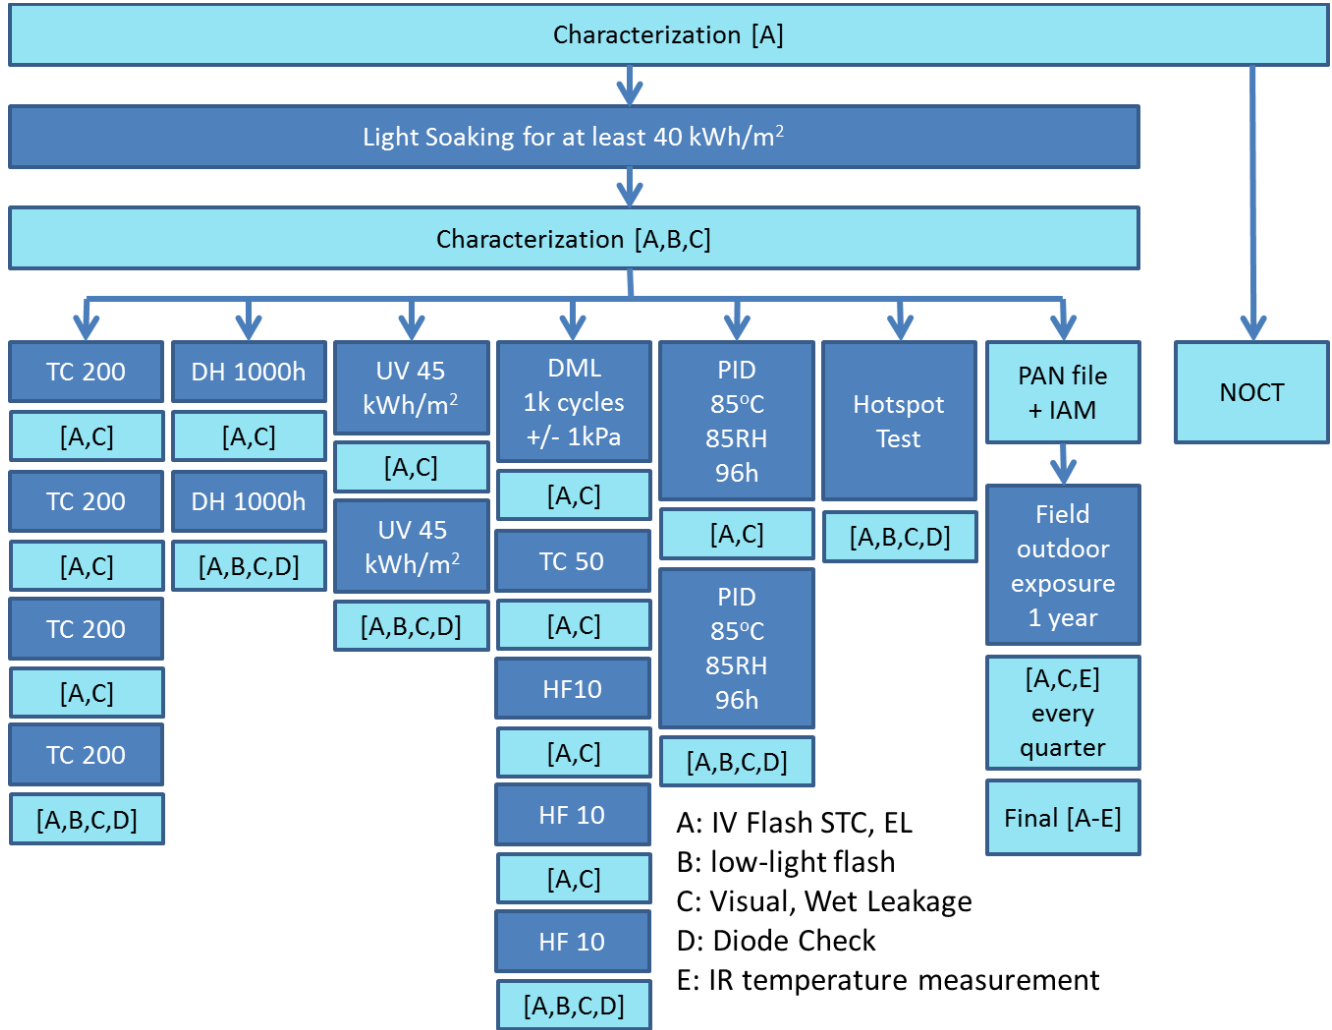 Characterization [A]
Light Soaking for at least 40 kWh/m²
Characterization [A,B,C]
TC 200
[A,C]
TC 200
[A,C]
TC 200
[A,C]
TC 200
[A,B,C,D]
DH 1000h
[A,C]
DH 1000h
[A,B,C,D]
UV 45
kWh/m²
[A,C]
UV 45
kWh/m²
[A,B,C,D]
DML
1k cycles
+/- 1kPa
[A,C]
TC 50
[A,C]
HF10
[A,C]
HF 10
[A,C]
HF 10
[A,B,C,D]
PID
85ºC
85RH
96h
[A,C]
PID
85ºC
85RH
96h
[A,B,C,D]
Hotspot
Test
[A,B,C,D]
PAN file
+ IAM
Field
outdoor
exposure
1 year
[A,C,E]
every
quarter
Final [A-E]
NOCT
A: IV Flash STC, EL
B: low-light flash
C: Visual, Wet Leakage
D: Diode Check
E: IR temperature measurement